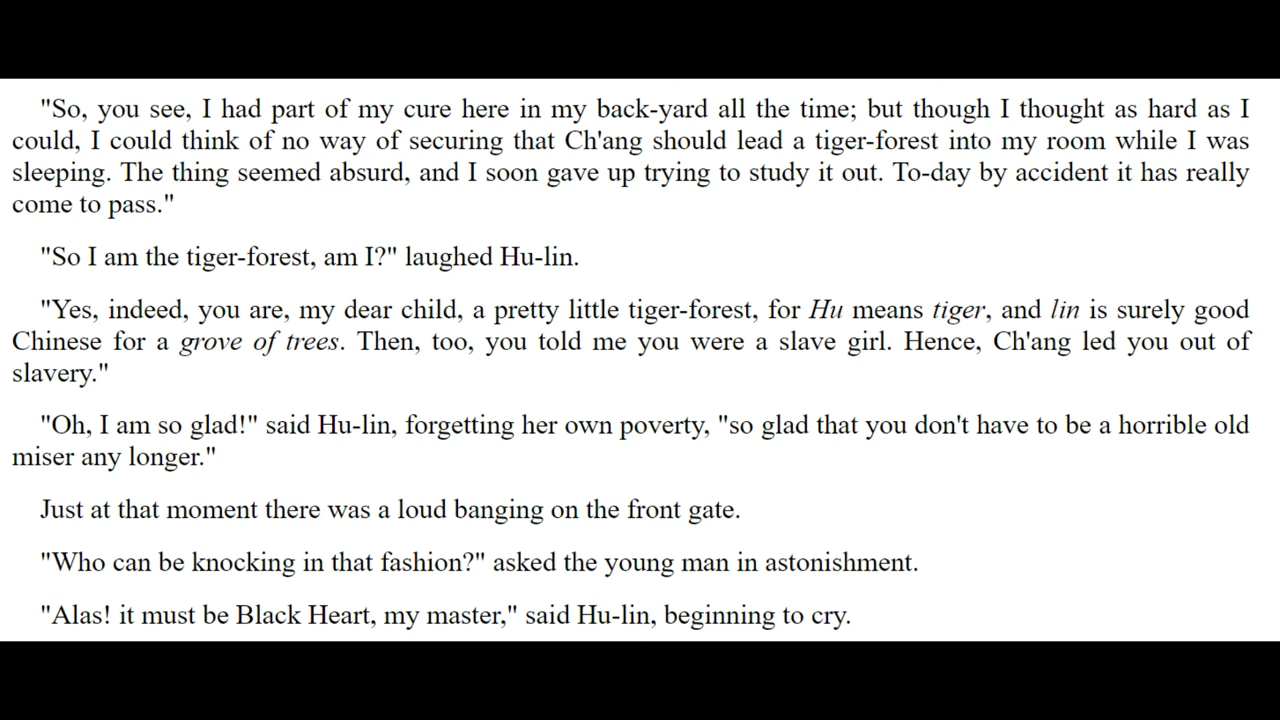 "So, you see, I had part of my cure here in my back-yard all the time; but though I thought as hard as I
could, I could think of no way of securing that Ch'ang should lead a tiger-forest into my room while I was
sleeping. The thing seemed absurd, and I soon gave up trying to study it out. To-day by accident it has really
come to pass."
"So I am the tiger-forest, am I?" laughed Hu-lin.
"Yes, indeed, you are, my dear child, a pretty little tiger-forest, for Hu means tiger, and lin is surely good
Chinese for a grove of trees. Then, too, you told me you were a slave girl. Hence, Ch'ang led you out of
slavery."
"Oh, I am so glad!" said Hu-lin, forgetting her own poverty, "so glad that you don't have to be a horrible old
miser any longer."
Just at that moment there was a loud banging on the front gate.
"Who can be knocking in that fashion?" asked the young man in astonishment.
"Alas! it must be Black Heart, my master," said Hu-lin, beginning to cry.